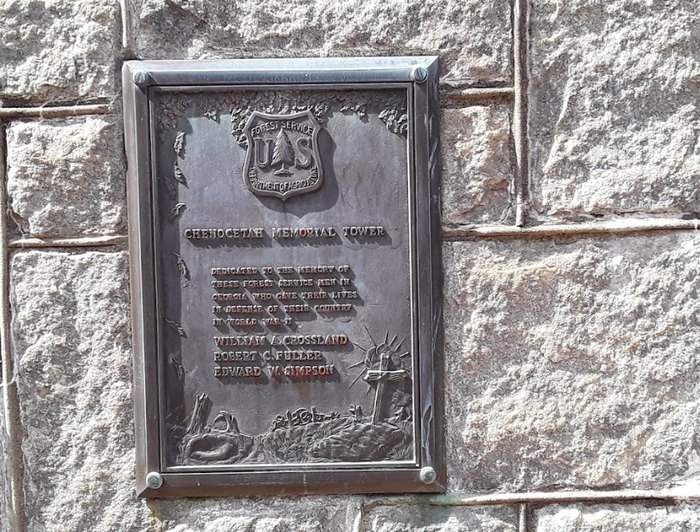 FOREST SERVICE
U S
DEPARTMENT OF AGRICULTURE
CHENOCETAH MEMORIAL TOWER
DEDICATED TO THE MEMORY OF
THESE FOREST SERVICE MEN IN
GEORGIA WHO GAVE THEIR LIVES
IN DEFENSE OF THEIR COUNTRY
IN WORLD WAR II
WILLIAM A. CROSSLAND
ROBERT C. FULLER
EDWARD W. SIMPSON